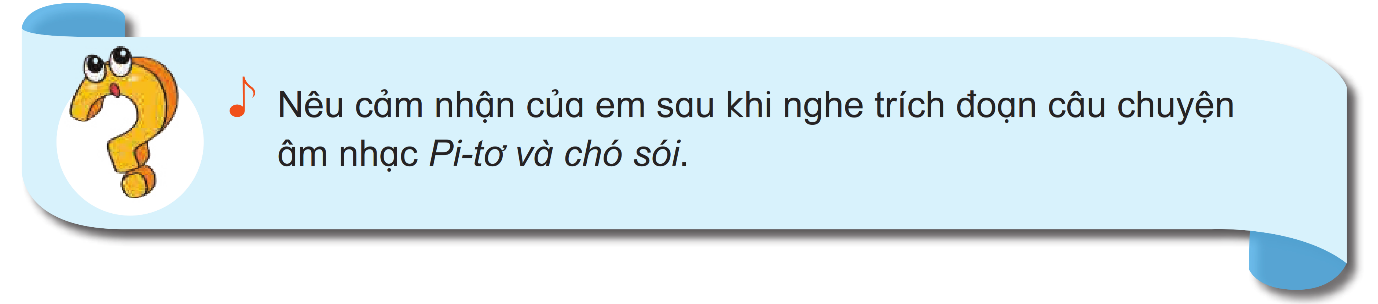 Nêu cảm nhận của em sau khi nghe trích đoạn câu chuyện
âm nhạc Pi-tơ và chó sói.